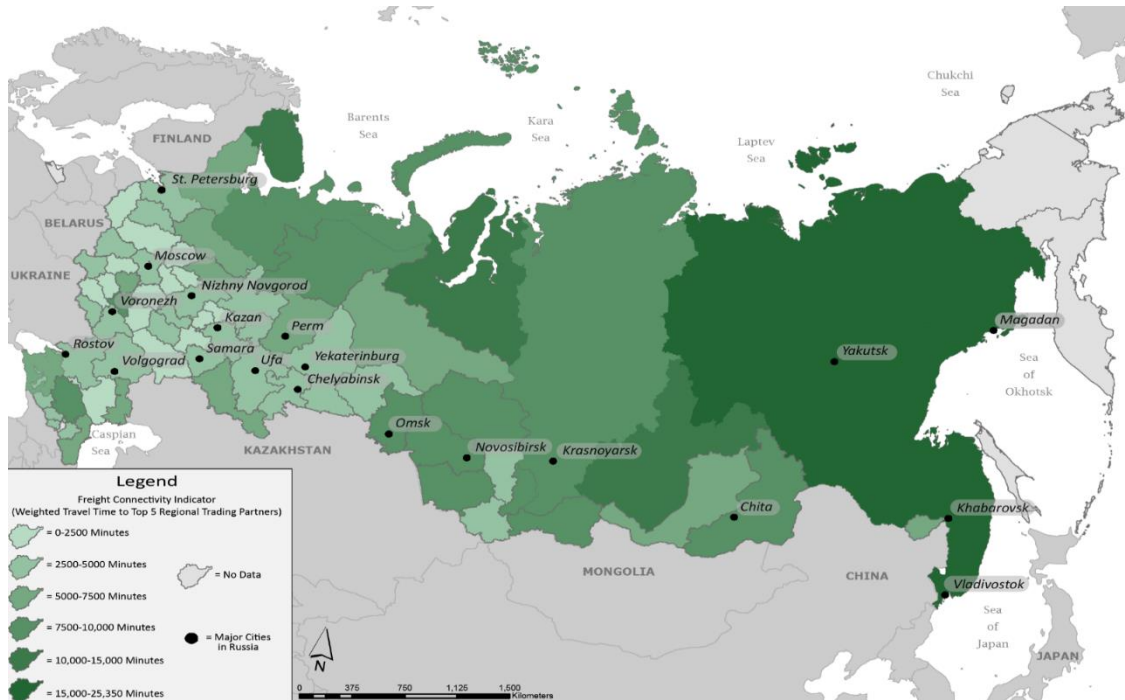 Chukchi
Sea
Barents
Sea
Kara
Sea
Laptev
Sea
FINLAND
St. Petersburg
BELARUS
Moscow
UKRAINE
Nizhny Novgorod
Voronezh
Kazan
Perm
Magadan
Rostov
Samara
Ufa
Yekaterinburg
Yakutsk
Volgograd
Chelyabinsk
Sea
of
Okhotsk
Omsk
Caspian
Sea
KAZAKHSTAN
Novosibirsk
Krasnoyarsk
Chita
Khabarovsk
MONGOLIA
CHINA
Vladivostok
Sea
of
Japan
JAPAN
Legend
Freight Connectivity Indicator
(Weighted Travel Time to Top 5 Regional Trading Partners)
= 0-2500 Minutes
= 2500-5000 Minutes
= 5000-7500 Minutes
= 7500-10,000 Minutes
= 10,000-15,000 Minutes
= 15,000-25,350 Minutes
= No Data
= Major Cities
in Russia
N
0 375 750 1,125 1,500
Kilometers